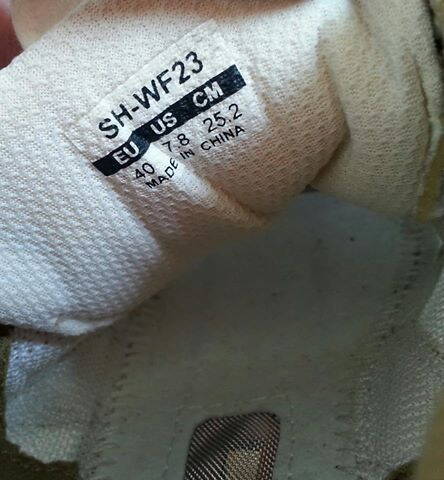 SH-WF23
EU US CM
40 7.8 25.2
MADE IN CHINA